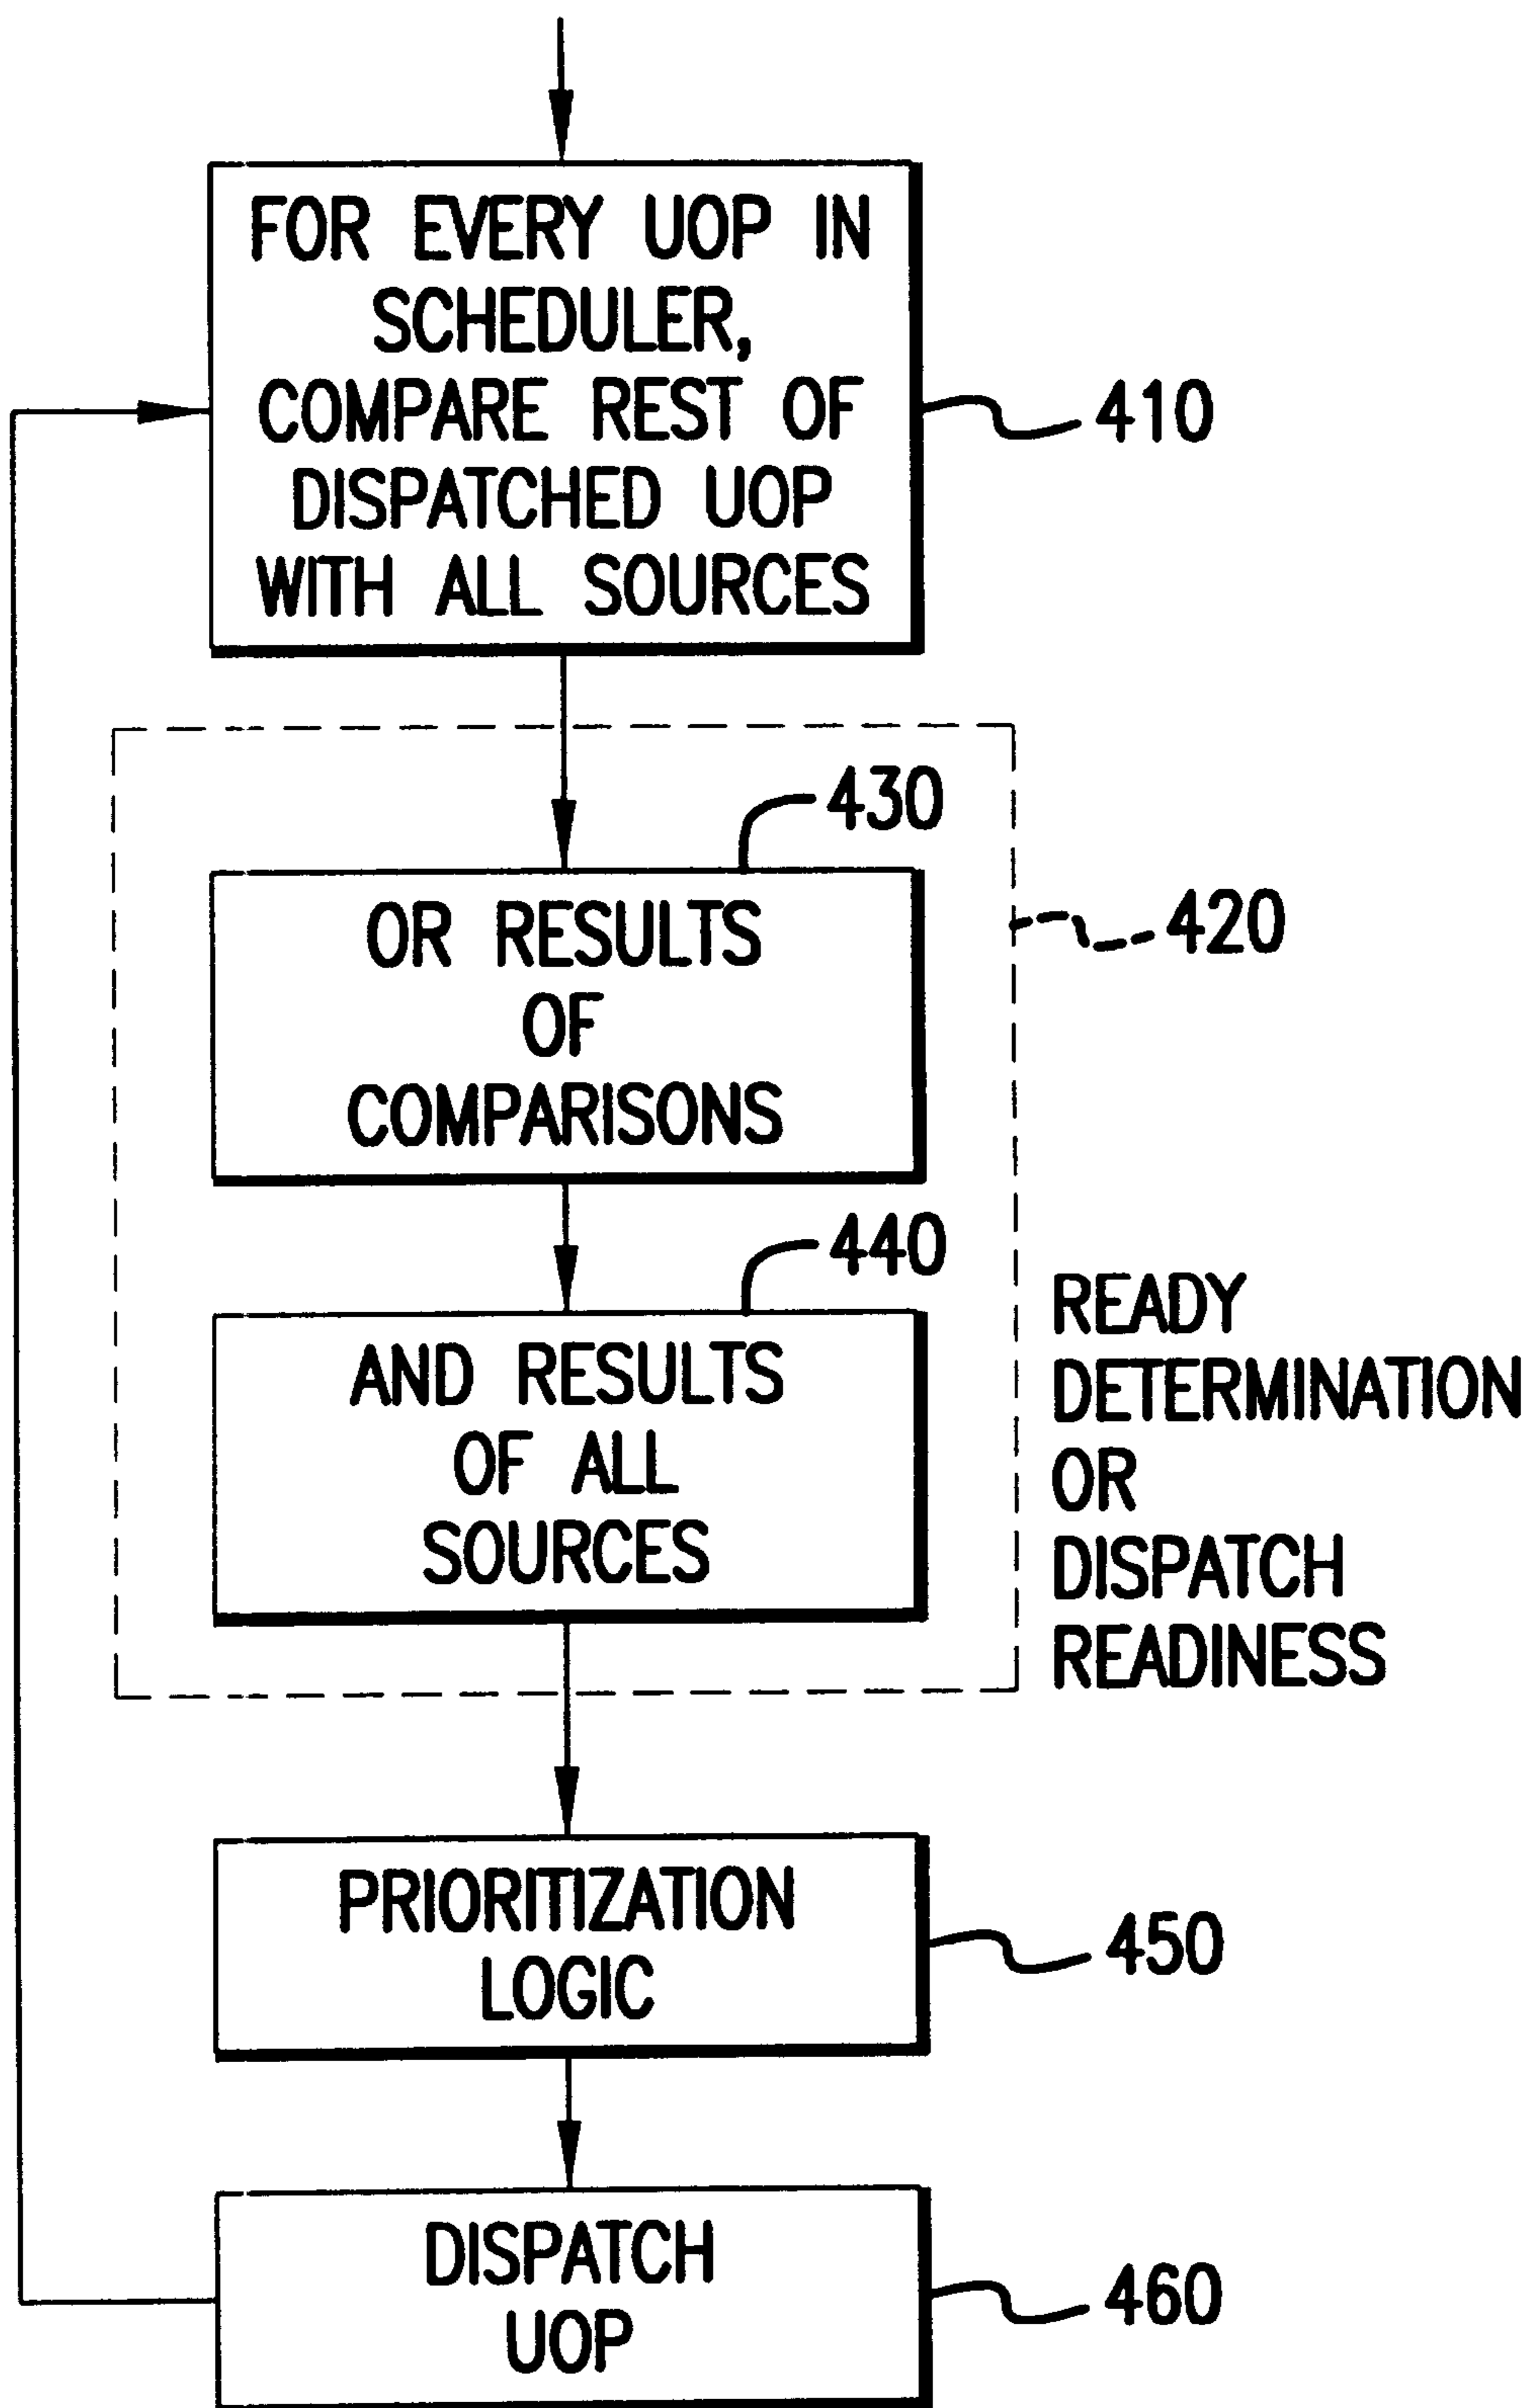 FOR EVERY UOP IN
SCHEDULER,
COMPARE REST OF
DISPATCHED UOP
WITH ALL SOURCES
410
430
OR RESULTS
OF
COMPARISONS
420
440
AND RESULTS
OF ALL
SOURCES
READY
DETERMINATION
OR
DISPATCH
READINESS
PRIORITIZATION
LOGIC
450
DISPATCH
UOP
460